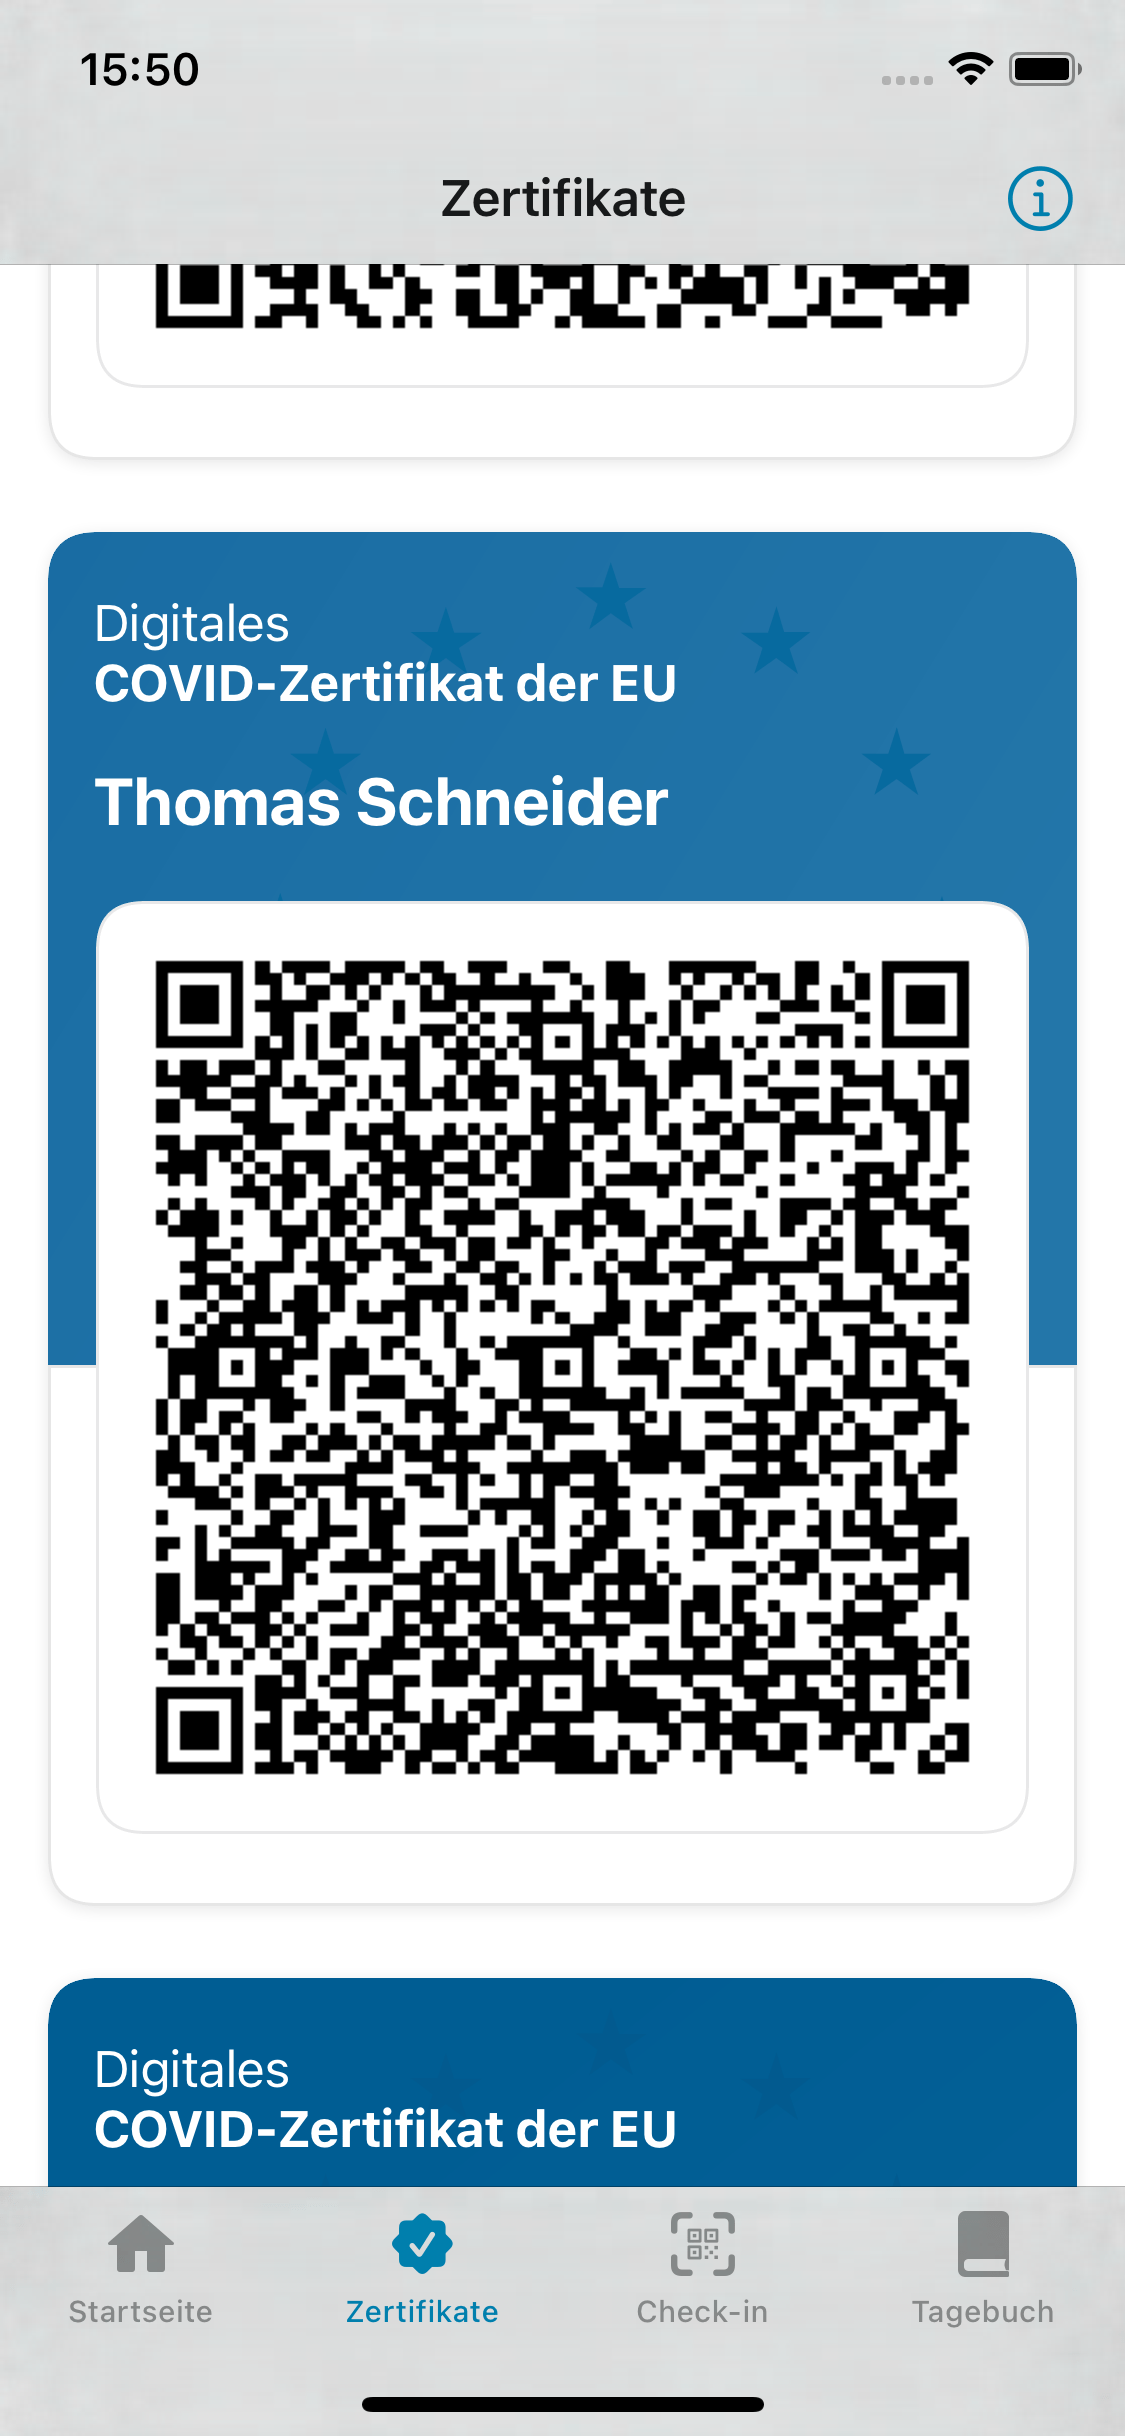 15:50
Zertifikate
Digitales
COVID-Zertifikat der EU
Thomas Schneider
Digitales
COVID-Zertifikat der EU
Startseite
Zertifikate
Check-in
Tagebuch